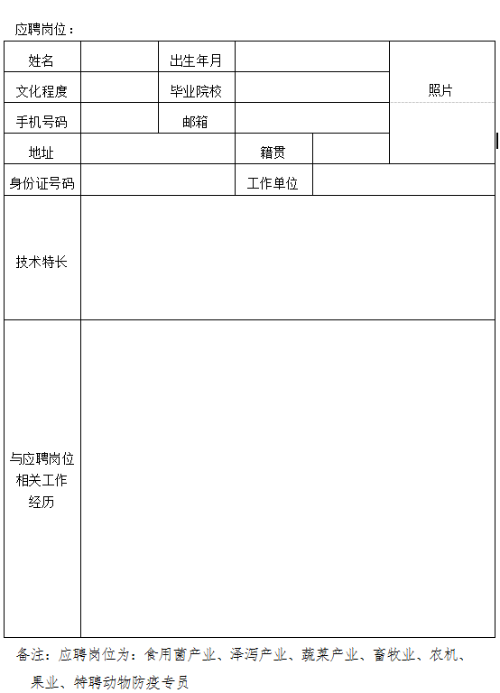 应聘岗位：
姓名 出生年月
文化程度 毕业院校 照片
手机号码 邮箱
地址 籍贯
身份证号码 工作单位
技术特长
与应聘岗位
相关工作
经历
备注：应聘岗位为：食用菌产业、泽泻产业、蔬菜产业、畜牧业、农机、
果业、特聘动物防疫专员